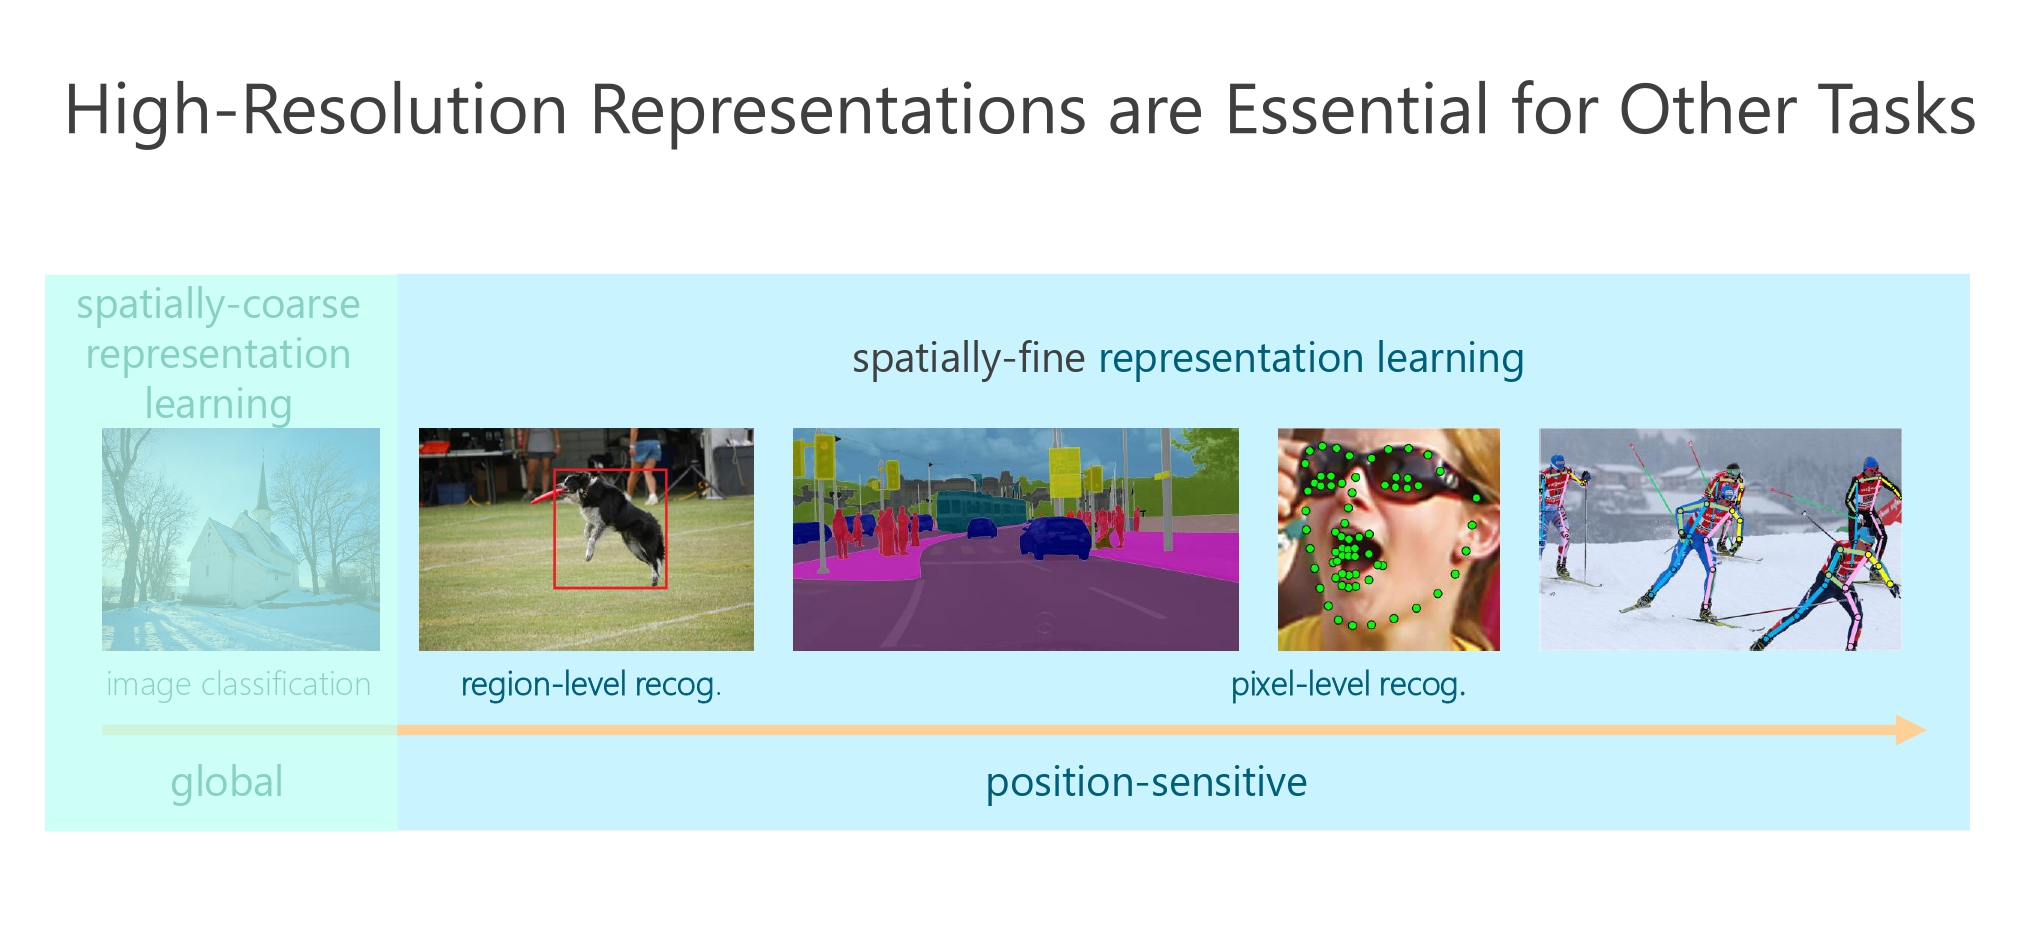 High-Resolution Representations are Essential for Other Tasks
spatially-coarse
representation
learning
spatially-fine representation learning
image classification
region-level recog.
pixel-level recog.
global
position-sensitive